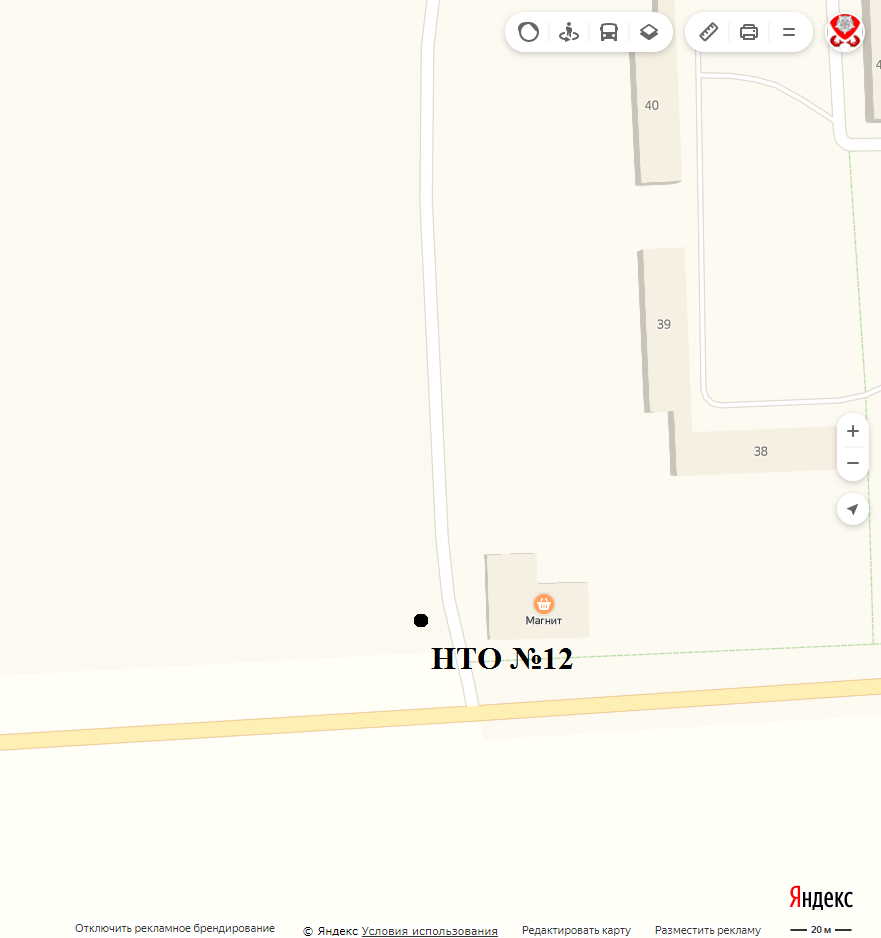 40
4
39
38
Магнит
НТО №12
Яндекс
Отключить рекламное брендирование
© Яндекс Условия использования
Редактировать карту
Разместить рекламу
20 м